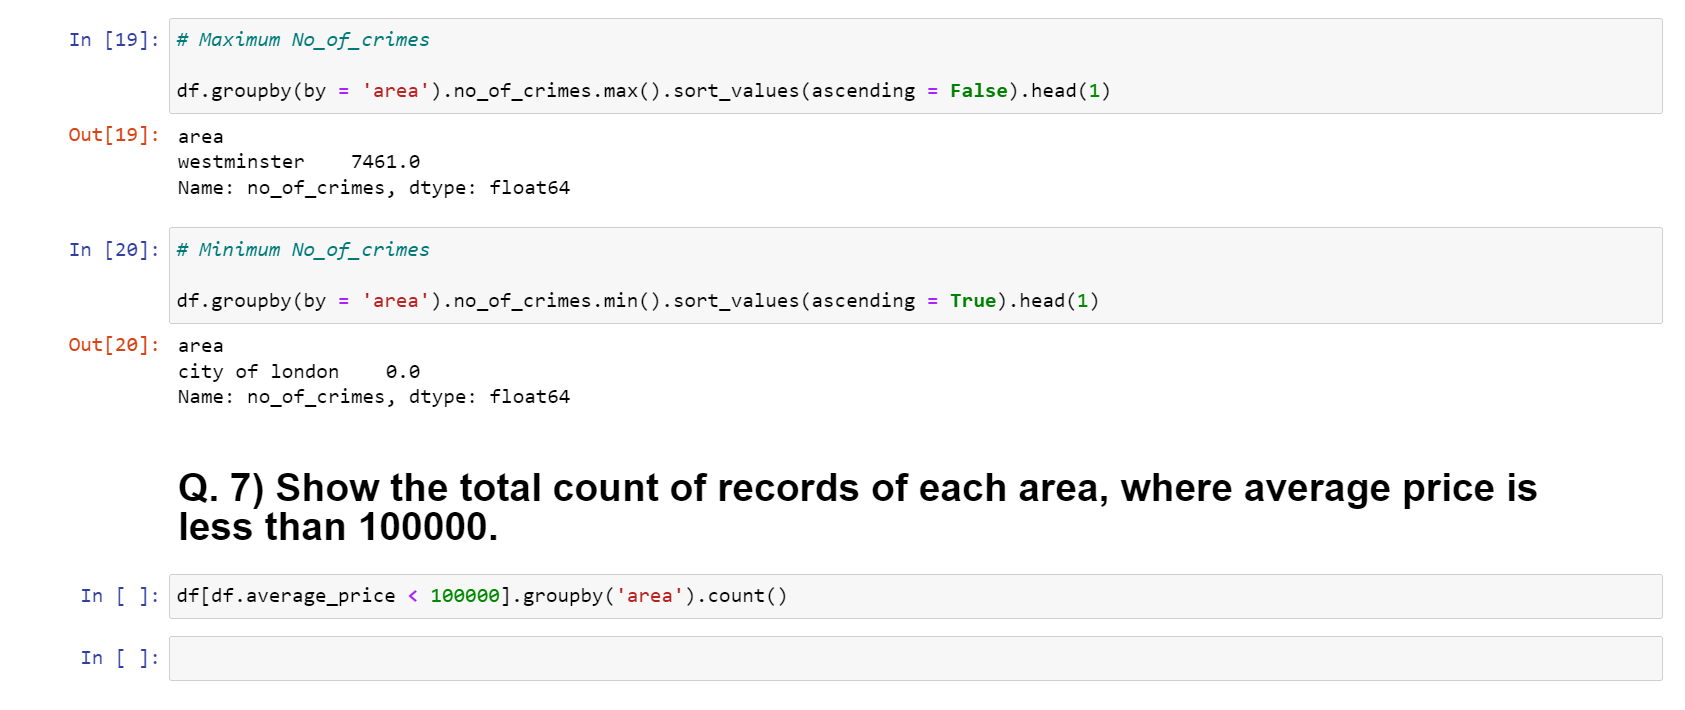 In [19]: # Maximum No_of_crimes
df.groupby(by = 'area').no_of_crimes.max().sort_values(ascending = False).head(1)
Out[19]: area
westminster    7461.0
Name: no_of_crimes, dtype: float64
In [20]: # Minimum No_of_crimes
df.groupby(by = 'area').no_of_crimes.min().sort_values(ascending = True).head(1)
Out[20]: area
city of london    0.0
Name: no_of_crimes, dtype: float64
Q. 7) Show the total count of records of each area, where average price is
less than 100000.
In [ ]: df[df.average_price < 100000].groupby('area').count()
In [ ]: